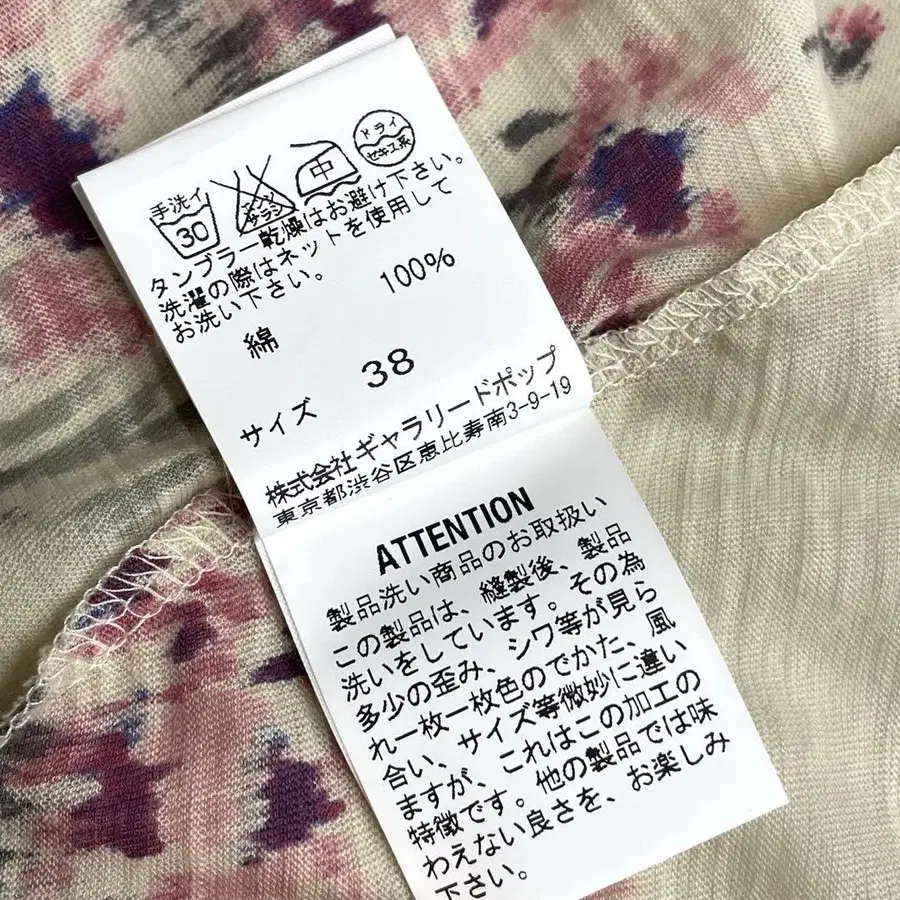 手洗イ
30
エンソ
サラシ
中
ドライ
セキユ系
タンブラー乾燥はお避け下さい。
洗濯の際はネットを使用して
お洗い下さい。
綿 100%
サイズ 38
株式会社ギャラリードポップ
東京都渋谷区恵比寿南3-9-19
ATTENTION
製品洗い商品のお取扱い
この製品は、縫製後、製品
洗いをしています。その為
多少の歪み、シワ等が見ら
れ一枚一枚色のでかた、風
合い、サイズ等微妙に違い
ますが、これはこの加工の
特徴です。他の製品では味
わえない良さを、お楽しみ
下さい。